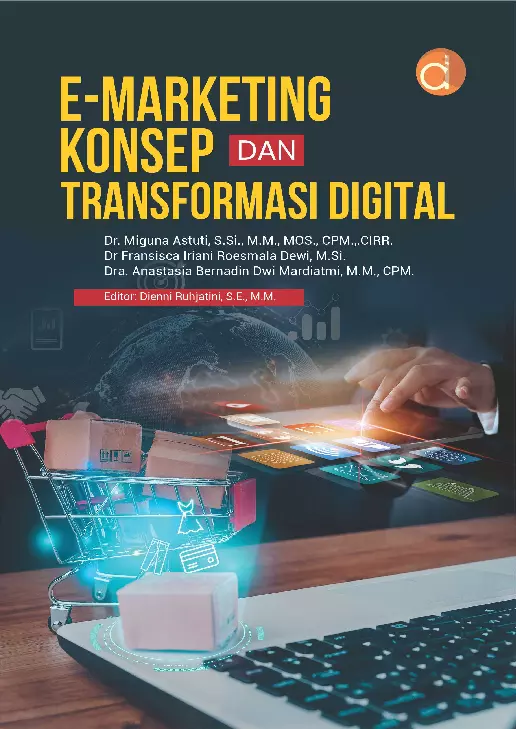 E-MARKETING
KONSEP DAN
TRANSFORMASI DIGITAL
Dr. Miguna Astuti, S.Si., M.M., MOS., CPM.,.CIRR.
Dr Fransisca Iriani Roesmala Dewi, M.Si.
Dra. Anastasia Bernadin Dwi Mardiatmi, M.M., CPM.
Editor: Dienni Ruhjatini, S.E., M.M.